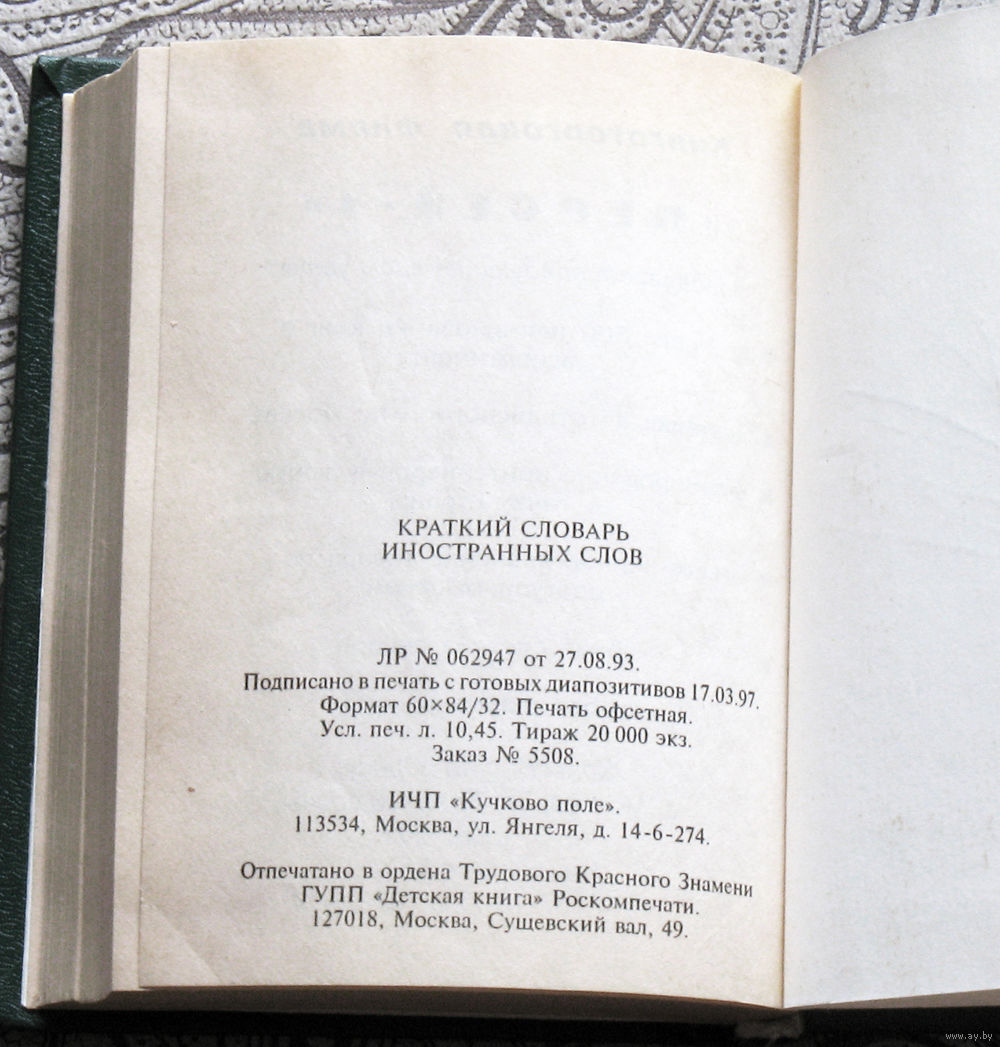 КРАТКИЙ СЛОВАРЬ
ИНОСТРАННЫХ СЛОВ
ЛР № 062947 от 27.08.93.
Подписано в печать с готовых диапозитивов 17.03.97.
Формат 60×84/32. Печать офсетная.
Усл. печ. л. 10,45. Тираж 20 000 экз.
Заказ № 5508.
ИЧП «Кучково поле».
113534, Москва, ул. Янгеля, д. 14-6-274.
Отпечатано в ордена Трудового Красного Знамени
ГУПП «Детская книга» Роскомпечати.
127018, Москва, Сущевский вал, 49.
www.ay.by